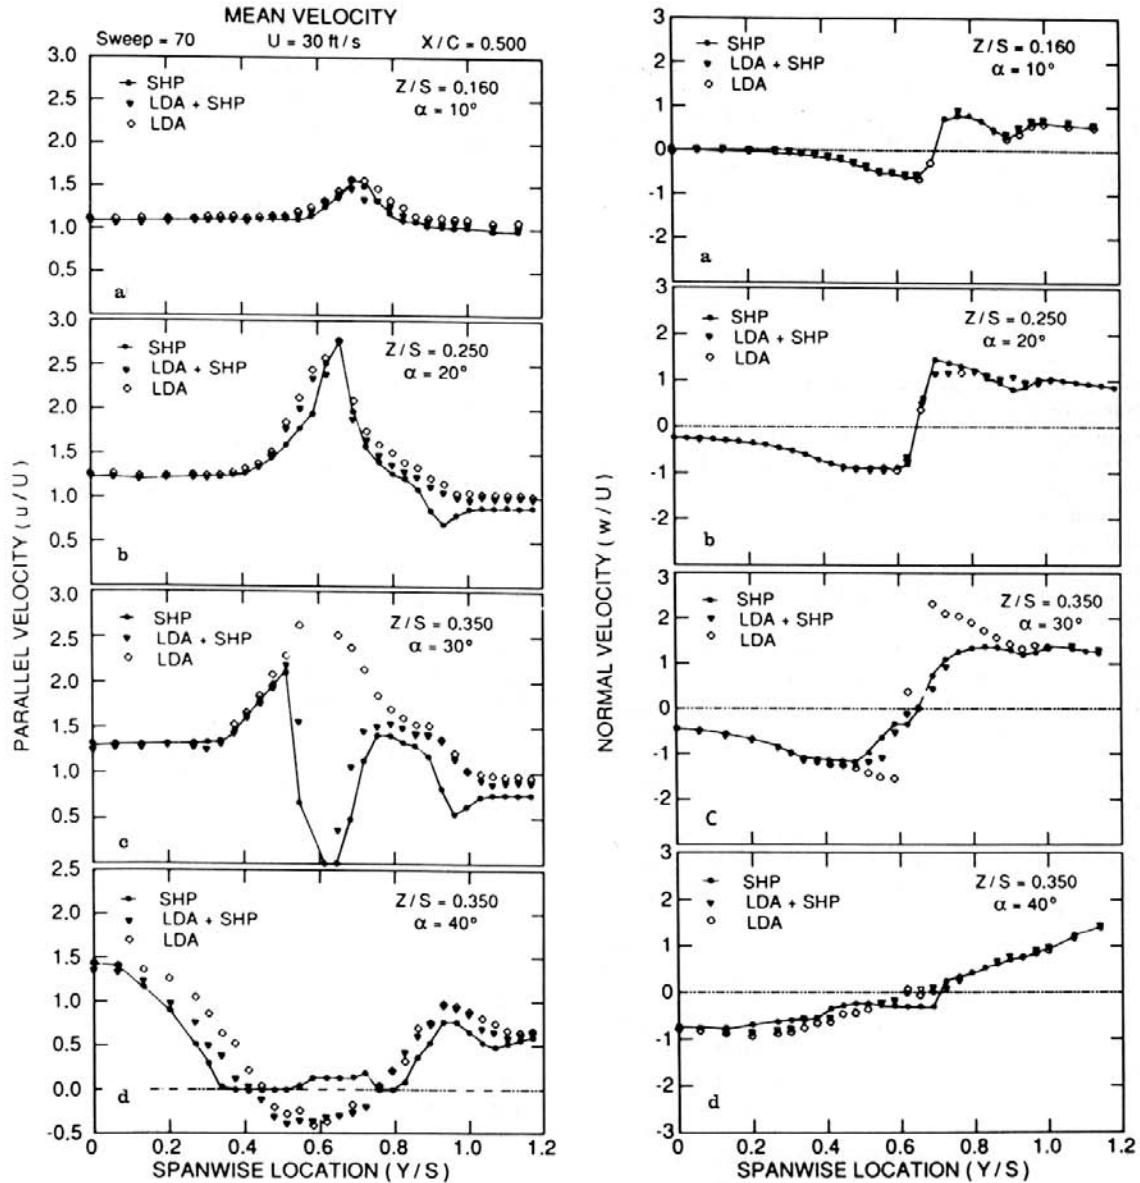 MEAN VELOCITY
Sweep = 70 U = 30 ft/s X/C = 0.500
3.0
2.5
2.0
1.5
1.0
0.5
SHP
LDA + SHP
LDA
Z/S = 0.160
α = 10°
a
3.0
2.5
2.0
1.5
1.0
0.5
SHP
LDA + SHP
LDA
Z/S = 0.250
α = 20°
b
3.0
2.5
2.0
1.5
1.0
0.5
SHP
LDA + SHP
LDA
Z/S = 0.350
α = 30°
c
2.5
2.0
1.5
1.0
0.5
0.0
-0.5
SHP
LDA + SHP
LDA
Z/S = 0.350
α = 40°
d
0 0.2 0.4 0.6 0.8 1.0 1.2
SPANWISE LOCATION (Y/S)
PARALLEL VELOCITY (u/U)
3
2
1
0
-1
-2
3
SHP
LDA + SHP
LDA
Z/S = 0.160
α = 10°
a
2
1
0
-1
-2
SHP
LDA + SHP
LDA
Z/S = 0.250
α = 20°
b
3
2
1
0
-1
-2
SHP
LDA + SHP
LDA
Z/S = 0.350
α = 30°
C
3
2
1
0
-1
-2
-3
SHP
LDA + SHP
LDA
Z/S = 0.350
α = 40°
d
0 0.2 0.4 0.6 0.8 1.0 1.2
SPANWISE LOCATION (Y/S)
NORMAL VELOCITY (w/U)